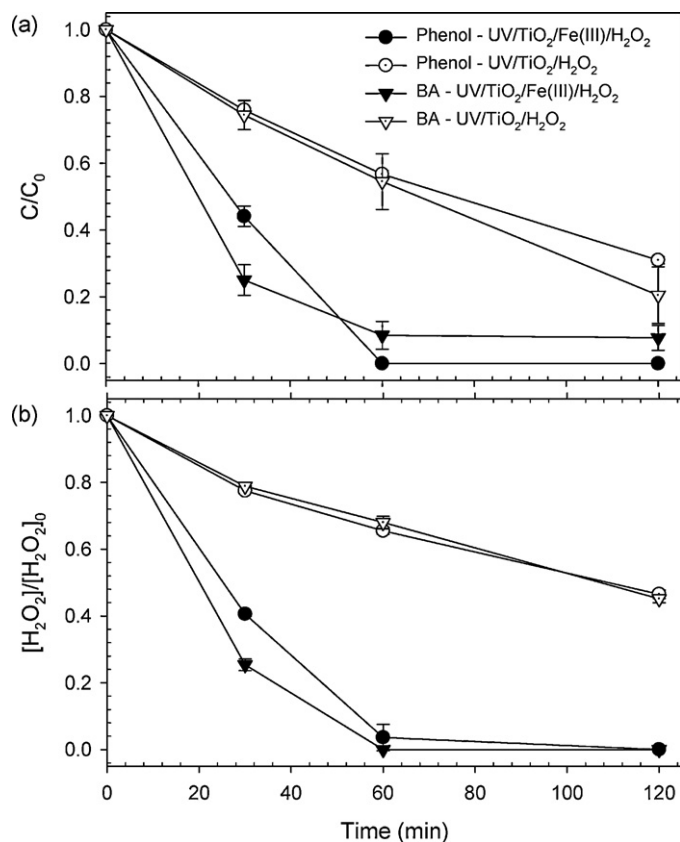 (a)
Phenol - UV/TiO₂/Fe(III)/H₂O₂
Phenol - UV/TiO₂/H₂O₂
BA - UV/TiO₂/Fe(III)/H₂O₂
BA - UV/TiO₂/H₂O₂
C/C₀
1.0
0.8
0.6
0.4
0.2
0.0
(b)
[H₂O₂]/[H₂O₂]₀
1.0
0.8
0.6
0.4
0.2
0.0
0 20 40 60 80 100 120
Time (min)